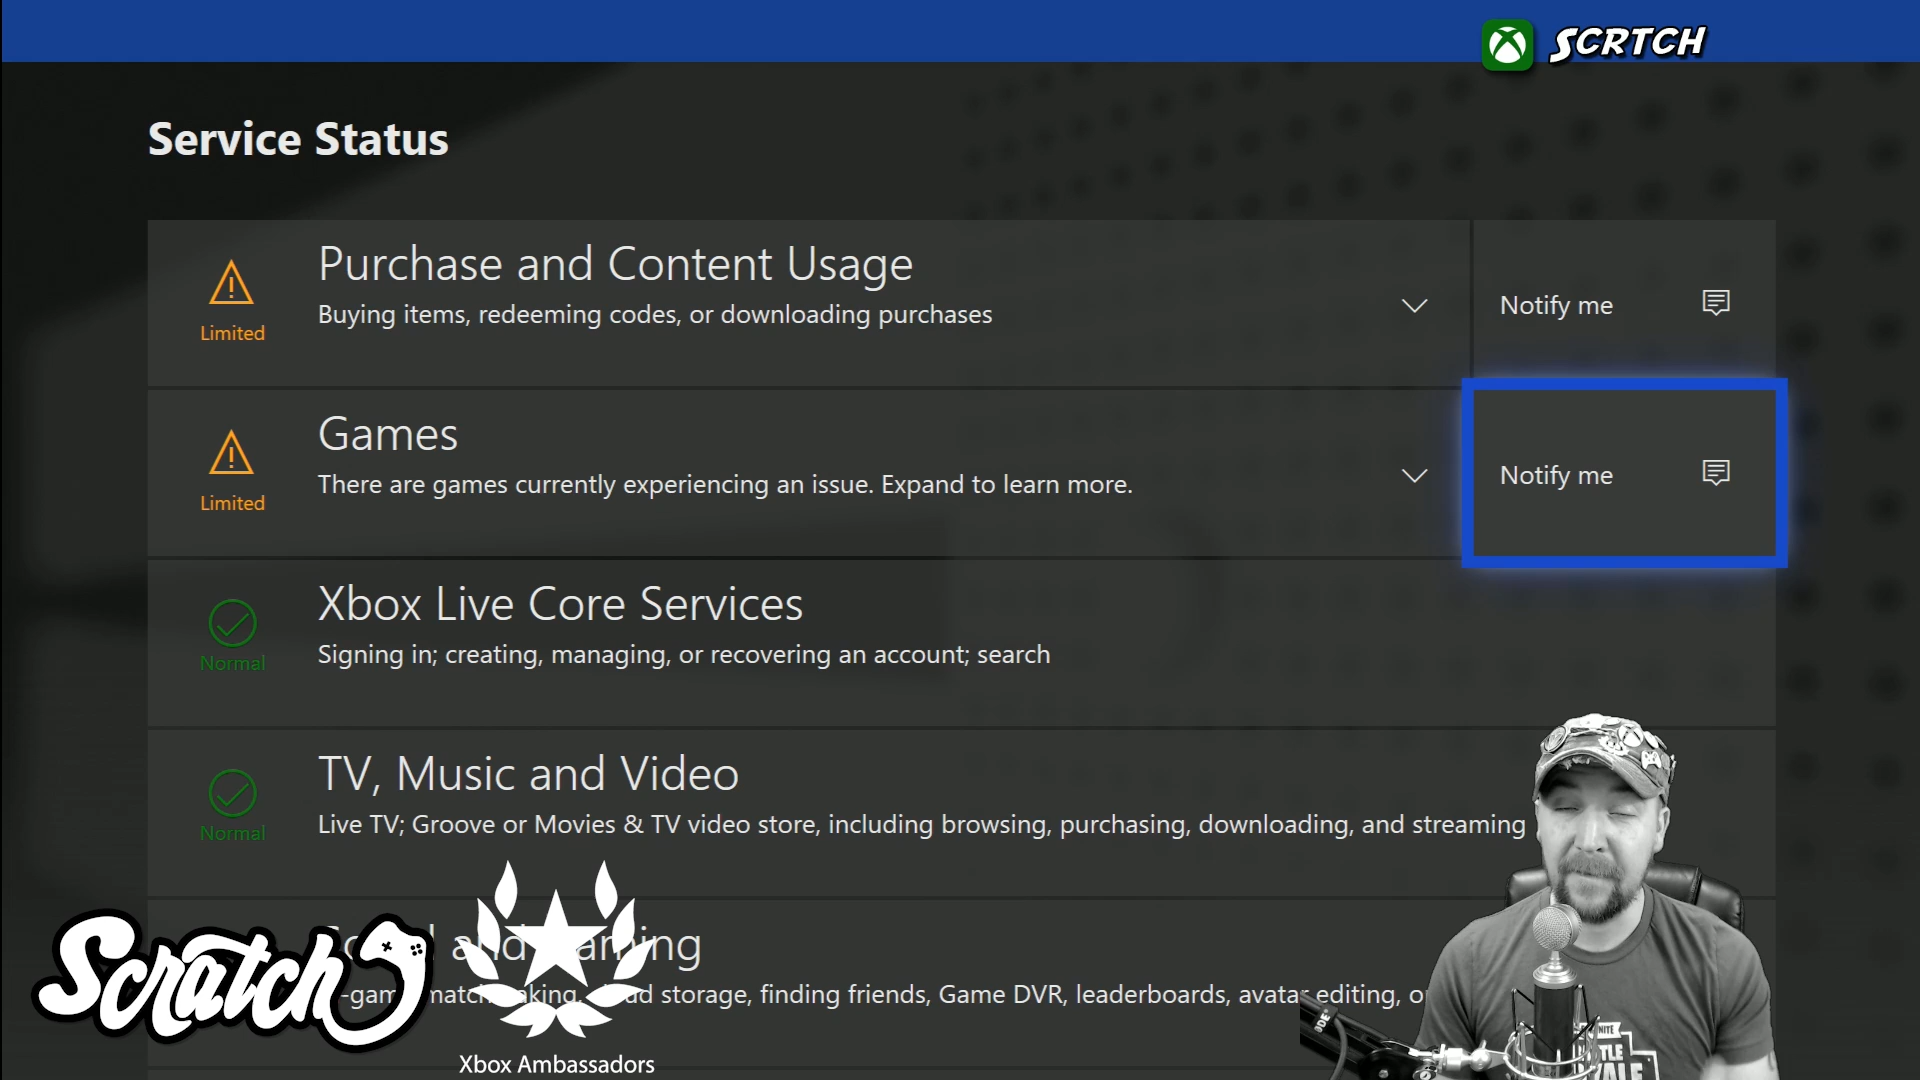 SCRTCH
Service Status
Purchase and Content Usage
Buying items, redeeming codes, or downloading purchases
Limited
Notify me
Games
There are games currently experiencing an issue. Expand to learn more.
Limited
Notify me
Xbox Live Core Services
Signing in; creating, managing, or recovering an account; search
Normal
TV, Music and Video
Live TV; Groove or Movies & TV video store, including browsing, purchasing, downloading, and streaming
Normal
and
storage, finding friends, Game DVR, leaderboards, avatar editing,
Scratch
Xbox Ambassadors